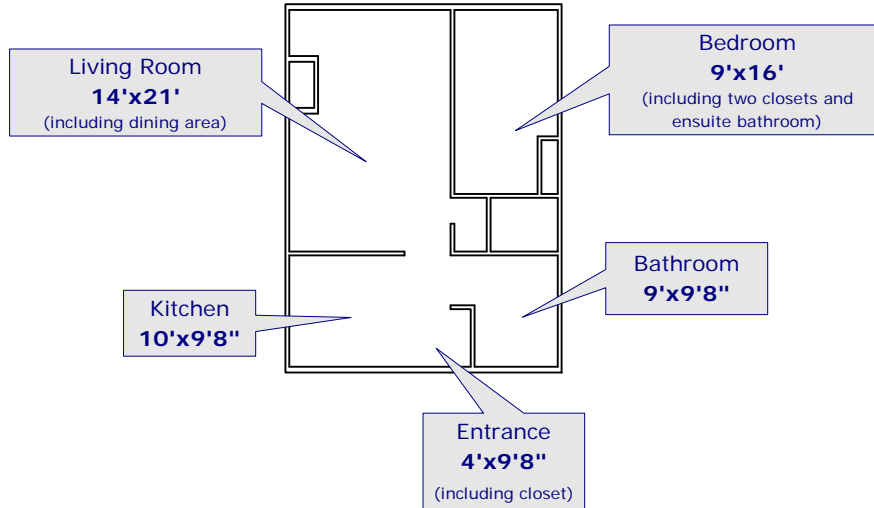 Living Room
14'x21'
(including dining area)
Bedroom
9'x16'
(including two closets and
ensuite bathroom)
Kitchen
10'x9'8"
Bathroom
9'x9'8"
Entrance
4'x9'8"
(including closet)